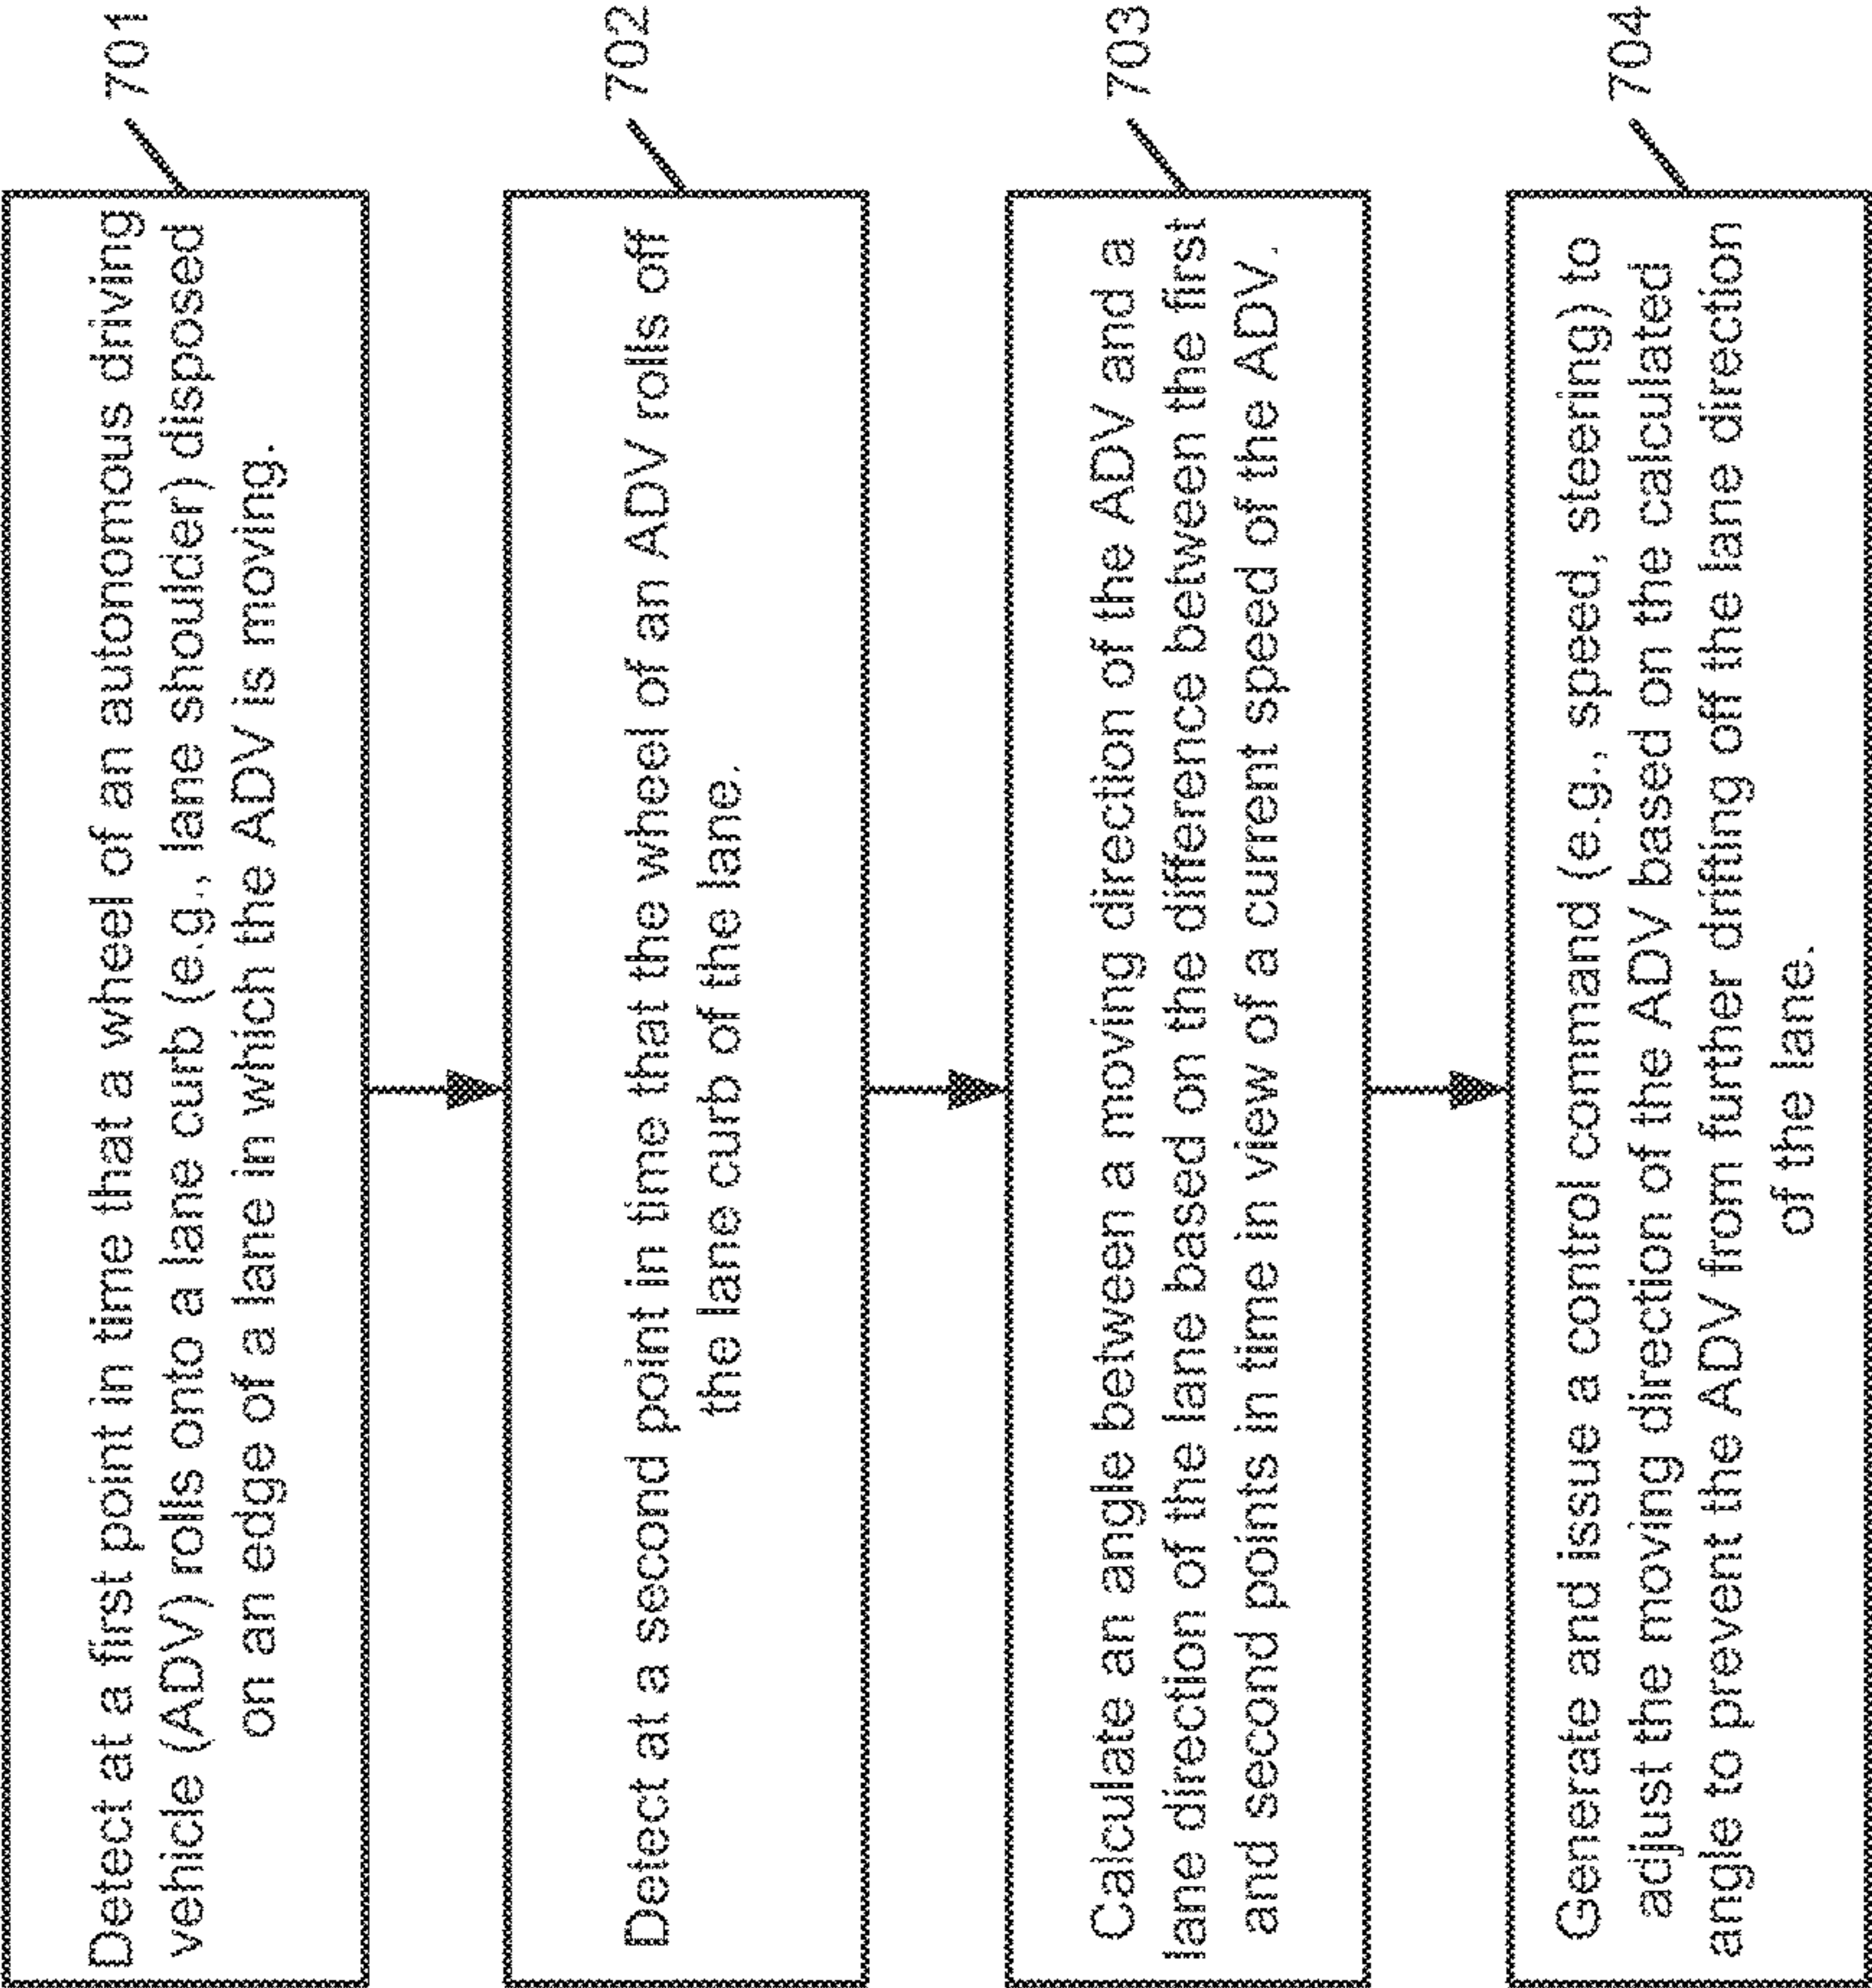 Detect at a first point in time that a wheel of an autonomous driving
vehicle (ADV) rolls onto a lane curb (e.g., lane shoulder) disposed
on an edge of a lane in which the ADV is moving.
701
Detect at a second point in time that the wheel of an ADV rolls off
the lane curb of the lane.
702
Calculate an angle between a moving direction of the ADV and a
lane direction of the lane based on the difference between the first
and second points in time in view of a current speed of the ADV.
703
Generate and issue a control command (e.g., speed, steering) to
adjust the moving direction of the ADV based on the calculated
angle to prevent the ADV from further drifting off the lane direction
of the lane.
704